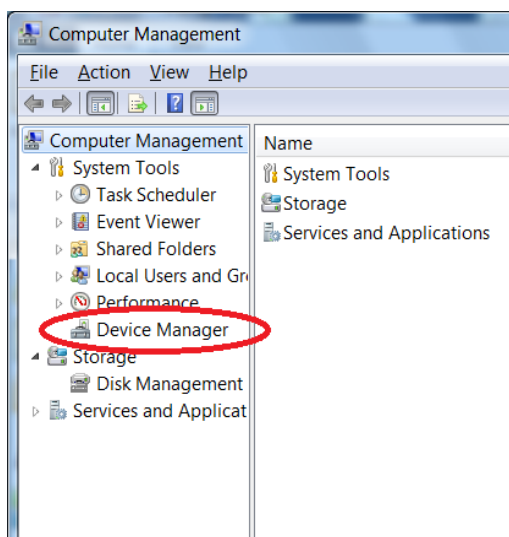 Computer Management
File Action View Help
Computer Management
System Tools
Task Scheduler
Event Viewer
Shared Folders
Local Users and Gr
Performance
Device Manager
Storage
Disk Management
Services and Applicat
Name
System Tools
Storage
Services and Applications